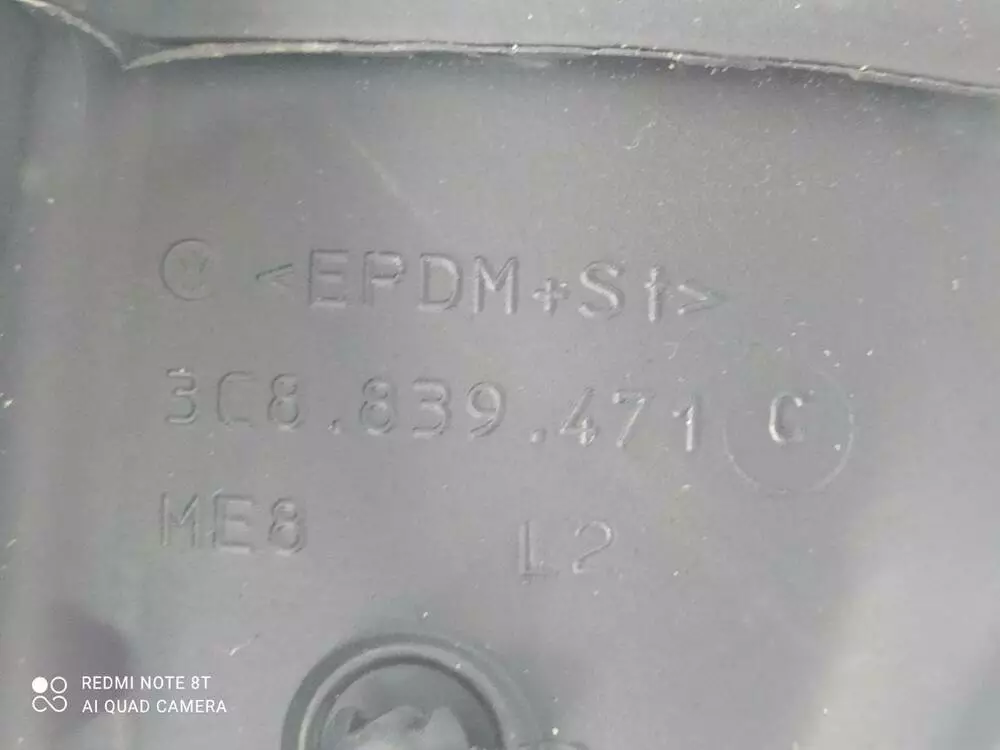 <EPDM+St>
3C8.839.471 C
ME8 L2
REDMI NOTE 8T
AI QUAD CAMERA